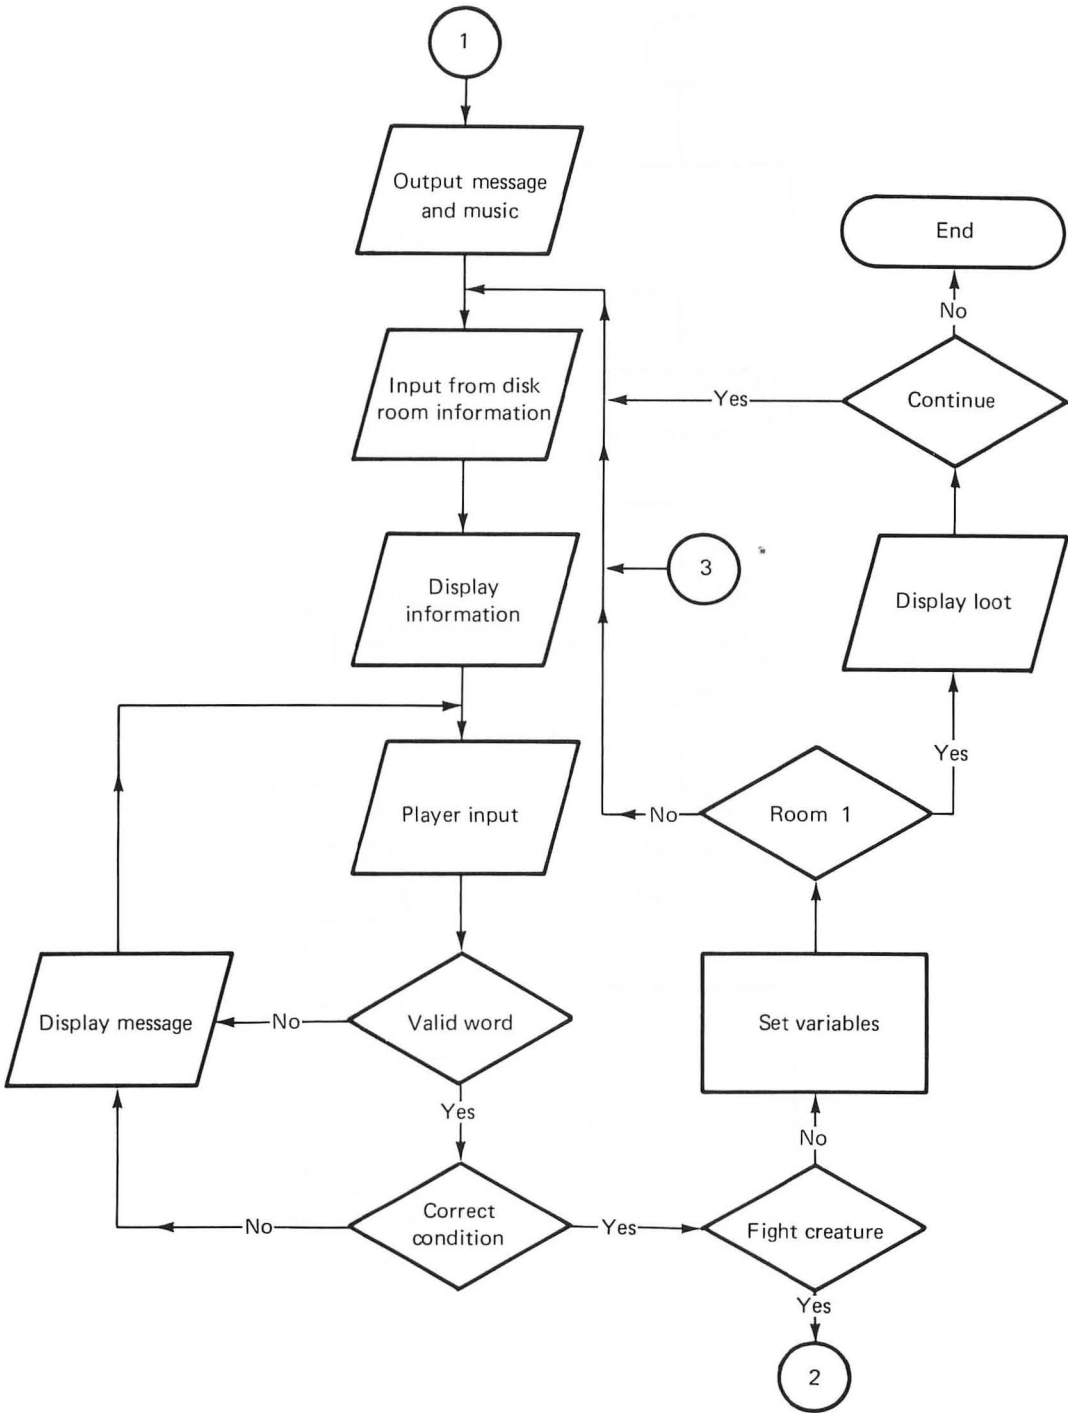 1
Output message
and music
End
No
Input from disk
room information
Yes
Continue
Display
information
3
Display loot
Yes
Player input
No
Room 1
Display message
No
Valid word
Set variables
Yes
No
No
Correct
condition
Yes
Fight creature
Yes
2